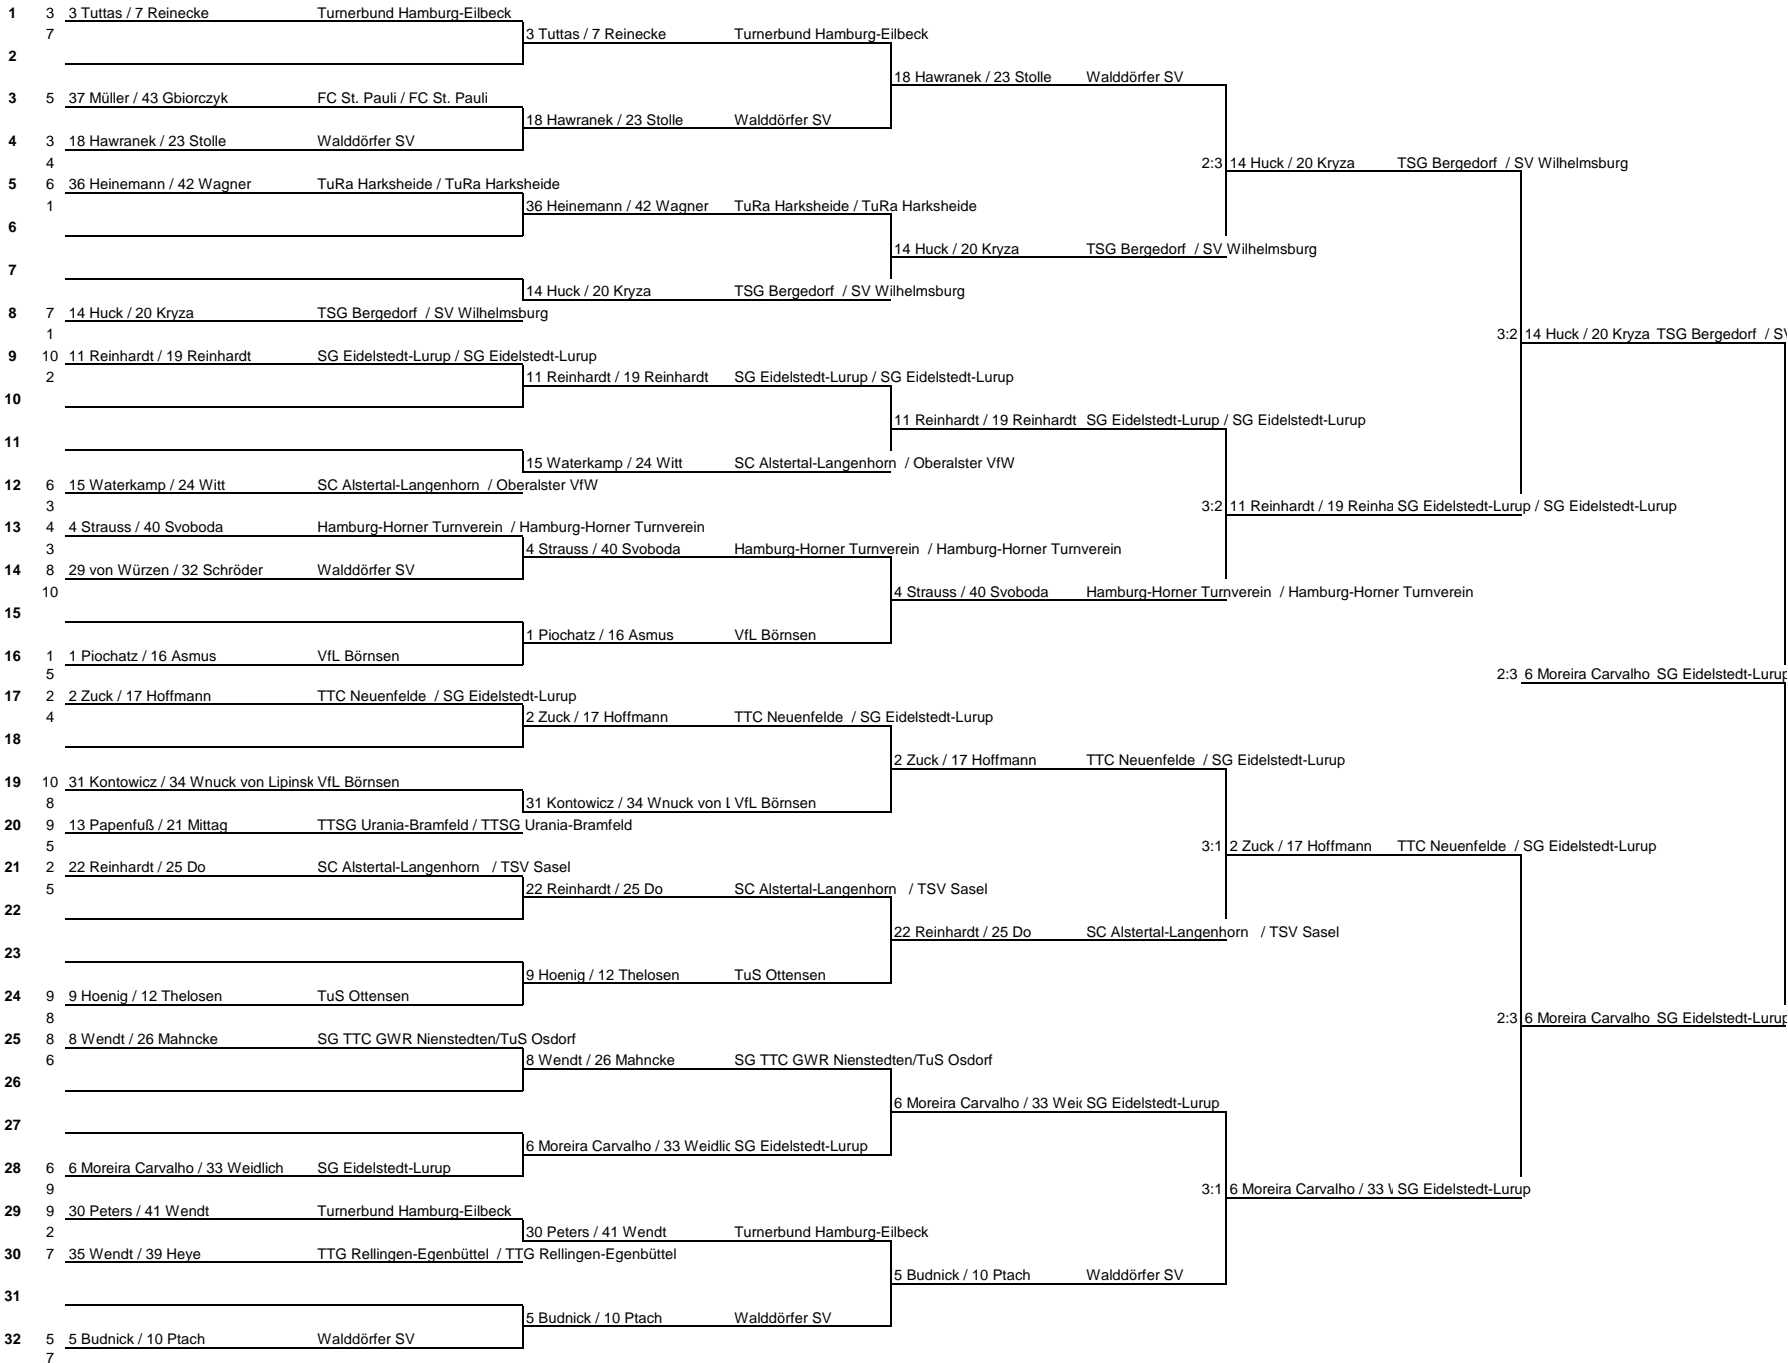 1 3 3 Tuttas / 7 Reinecke Turnerbund Hamburg-Eilbeck
7 3 Tuttas / 7 Reinecke Turnerbund Hamburg-Eilbeck
2
18 Hawranek / 23 Stolle Walddörfer SV
3 5 37 Müller / 43 Gbiorczyk FC St. Pauli / FC St. Pauli
18 Hawranek / 23 Stolle Walddörfer SV
4 3 18 Hawranek / 23 Stolle Walddörfer SV
4 2:3 14 Huck / 20 Kryza TSG Bergedorf / SV Wilhelmsburg
5 6 36 Heinemann / 42 Wagner TuRa Harksheide / TuRa Harksheide
1 36 Heinemann / 42 Wagner TuRa Harksheide / TuRa Harksheide
6
14 Huck / 20 Kryza TSG Bergedorf / SV Wilhelmsburg
7
14 Huck / 20 Kryza TSG Bergedorf / SV Wilhelmsburg
8 7 14 Huck / 20 Kryza TSG Bergedorf / SV Wilhelmsburg
1 3:2 14 Huck / 20 Kryza TSG Bergedorf / SV
9 10 11 Reinhardt / 19 Reinhardt SG Eidelstedt-Lurup / SG Eidelstedt-Lurup
2 11 Reinhardt / 19 Reinhardt SG Eidelstedt-Lurup / SG Eidelstedt-Lurup
10
11 Reinhardt / 19 Reinhardt SG Eidelstedt-Lurup / SG Eidelstedt-Lurup
11
15 Waterkamp / 24 Witt SC Alstertal-Langenhorn / Oberalster VfW
12 6 15 Waterkamp / 24 Witt SC Alstertal-Langenhorn / Oberalster VfW
3 3:2 11 Reinhardt / 19 Reinha SG Eidelstedt-Lurup / SG Eidelstedt-Lurup
13 4 4 Strauss / 40 Svoboda Hamburg-Horner Turnverein / Hamburg-Horner Turnverein
3 4 Strauss / 40 Svoboda Hamburg-Horner Turnverein / Hamburg-Horner Turnverein
14 8 29 von Würzen / 32 Schröder Walddörfer SV
10 4 Strauss / 40 Svoboda Hamburg-Horner Turnverein / Hamburg-Horner Turnverein
15
1 Piochatz / 16 Asmus VfL Börnsen
16 1 1 Piochatz / 16 Asmus VfL Börnsen
5 2:3 6 Moreira Carvalho SG Eidelstedt-Lurup
17 2 2 Zuck / 17 Hoffmann TTC Neuenfelde / SG Eidelstedt-Lurup
4 2 Zuck / 17 Hoffmann TTC Neuenfelde / SG Eidelstedt-Lurup
18
2 Zuck / 17 Hoffmann TTC Neuenfelde / SG Eidelstedt-Lurup
19 10 31 Kontowicz / 34 Wnuck von Lipinsk VfL Börnsen
8 31 Kontowicz / 34 Wnuck von L VfL Börnsen
20 9 13 Papenfuß / 21 Mittag TTSG Urania-Bramfeld / TTSG Urania-Bramfeld
5 3:1 2 Zuck / 17 Hoffmann TTC Neuenfelde / SG Eidelstedt-Lurup
21 2 22 Reinhardt / 25 Do SC Alstertal-Langenhorn / TSV Sasel
5 22 Reinhardt / 25 Do SC Alstertal-Langenhorn / TSV Sasel
22
22 Reinhardt / 25 Do SC Alstertal-Langenhorn / TSV Sasel
23
9 Hoenig / 12 Thelosen TuS Ottensen
24 9 9 Hoenig / 12 Thelosen TuS Ottensen
8 2:3 6 Moreira Carvalho SG Eidelstedt-Lurup
25 8 8 Wendt / 26 Mahncke SG TTC GWR Nienstedten/TuS Osdorf
6 8 Wendt / 26 Mahncke SG TTC GWR Nienstedten/TuS Osdorf
26
6 Moreira Carvalho / 33 Weic SG Eidelstedt-Lurup
27
6 Moreira Carvalho / 33 Weidlic SG Eidelstedt-Lurup
28 6 6 Moreira Carvalho / 33 Weidlich SG Eidelstedt-Lurup
9 3:1 6 Moreira Carvalho / 33 \ SG Eidelstedt-Lurup
29 9 30 Peters / 41 Wendt Turnerbund Hamburg-Eilbeck
2 30 Peters / 41 Wendt Turnerbund Hamburg-Eilbeck
30 7 35 Wendt / 39 Heye TTG Rellingen-Egenbüttel / TTG Rellingen-Egenbüttel
5 Budnick / 10 Ptach Walddörfer SV
31
5 Budnick / 10 Ptach Walddörfer SV
32 5 5 Budnick / 10 Ptach Walddörfer SV
7